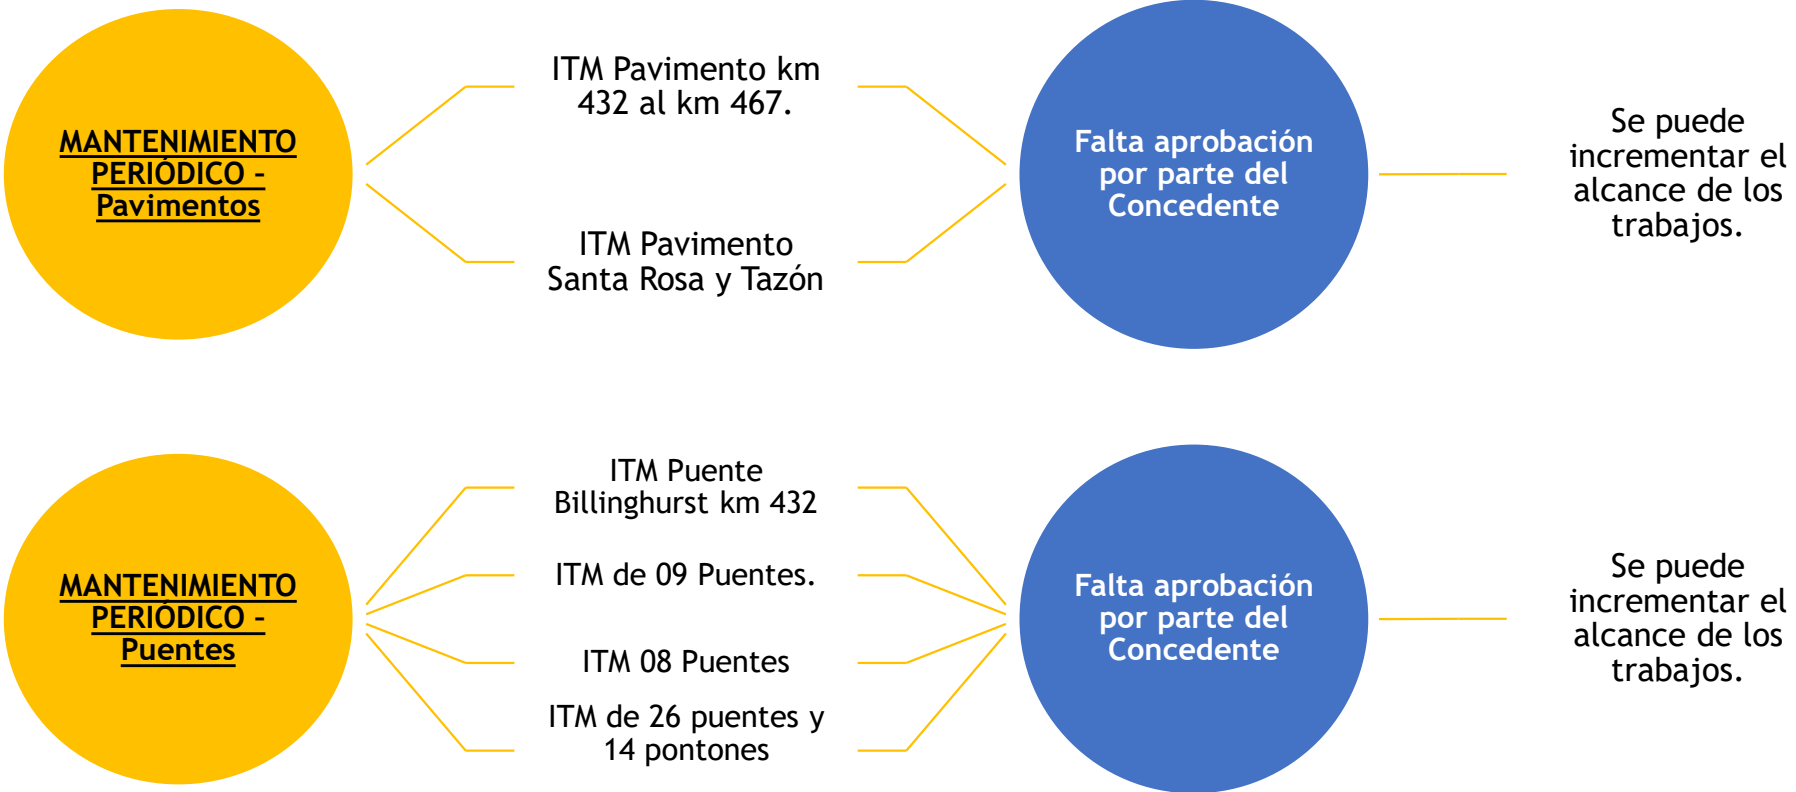 MANTENIMIENTO
PERIÓDICO -
Pavimentos
ITM Pavimento km
432 al km 467.
ITM Pavimento
Santa Rosa y Tazón
Falta aprobación
por parte del
Concedente
Se puede
incrementar el
alcance de los
trabajos.
MANTENIMIENTO
PERIÓDICO -
Puentes
ITM Puente
Billinghurst km 432
ITM de 09 Puentes.
ITM 08 Puentes
ITM de 26 puentes y
14 pontones
Falta aprobación
por parte del
Concedente
Se puede
incrementar el
alcance de los
trabajos.